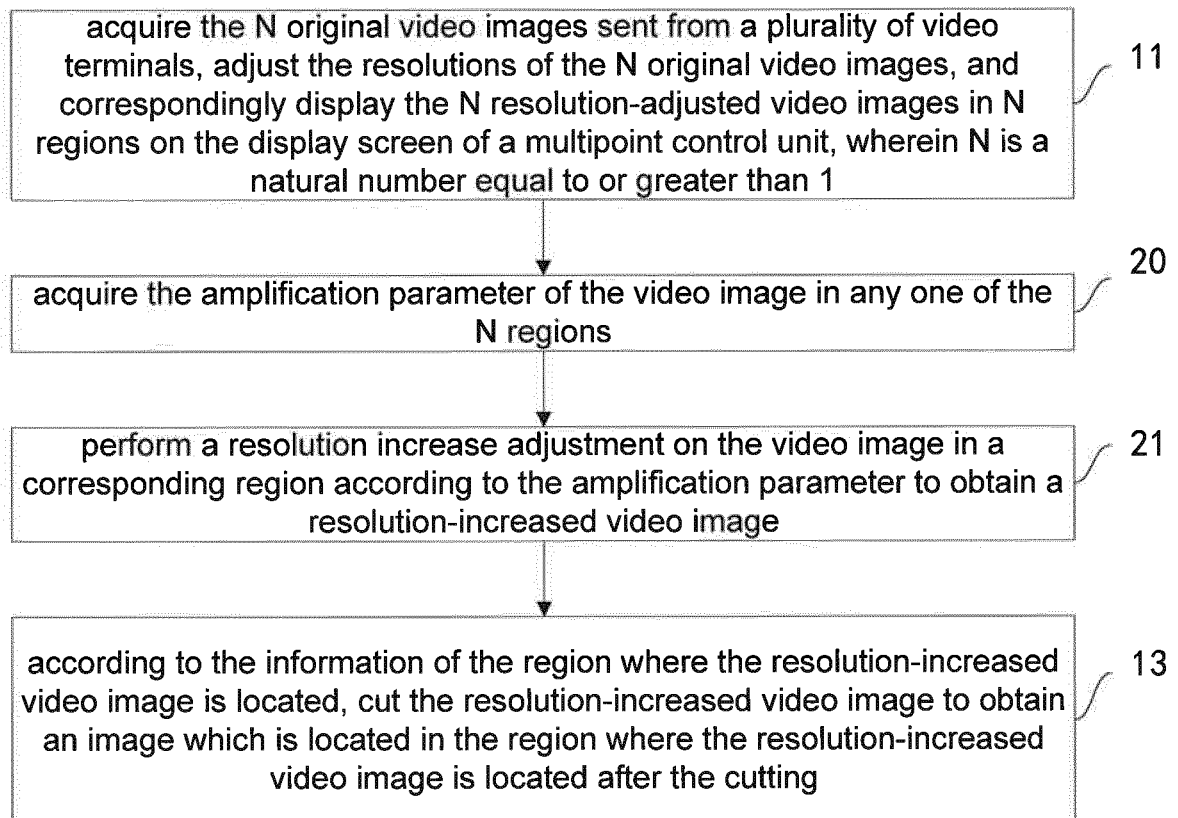 acquire the N original video images sent from a plurality of video
terminals, adjust the resolutions of the N original video images, and
correspondingly display the N resolution-adjusted video images in N
regions on the display screen of a multipoint control unit, wherein N is a
natural number equal to or greater than 1
11
acquire the amplification parameter of the video image in any one of the
N regions
20
perform a resolution increase adjustment on the video image in a
corresponding region according to the amplification parameter to obtain a
resolution-increased video image
21
according to the information of the region where the resolution-increased
video image is located, cut the resolution-increased video image to obtain
an image which is located in the region where the resolution-increased
video image is located after the cutting
13